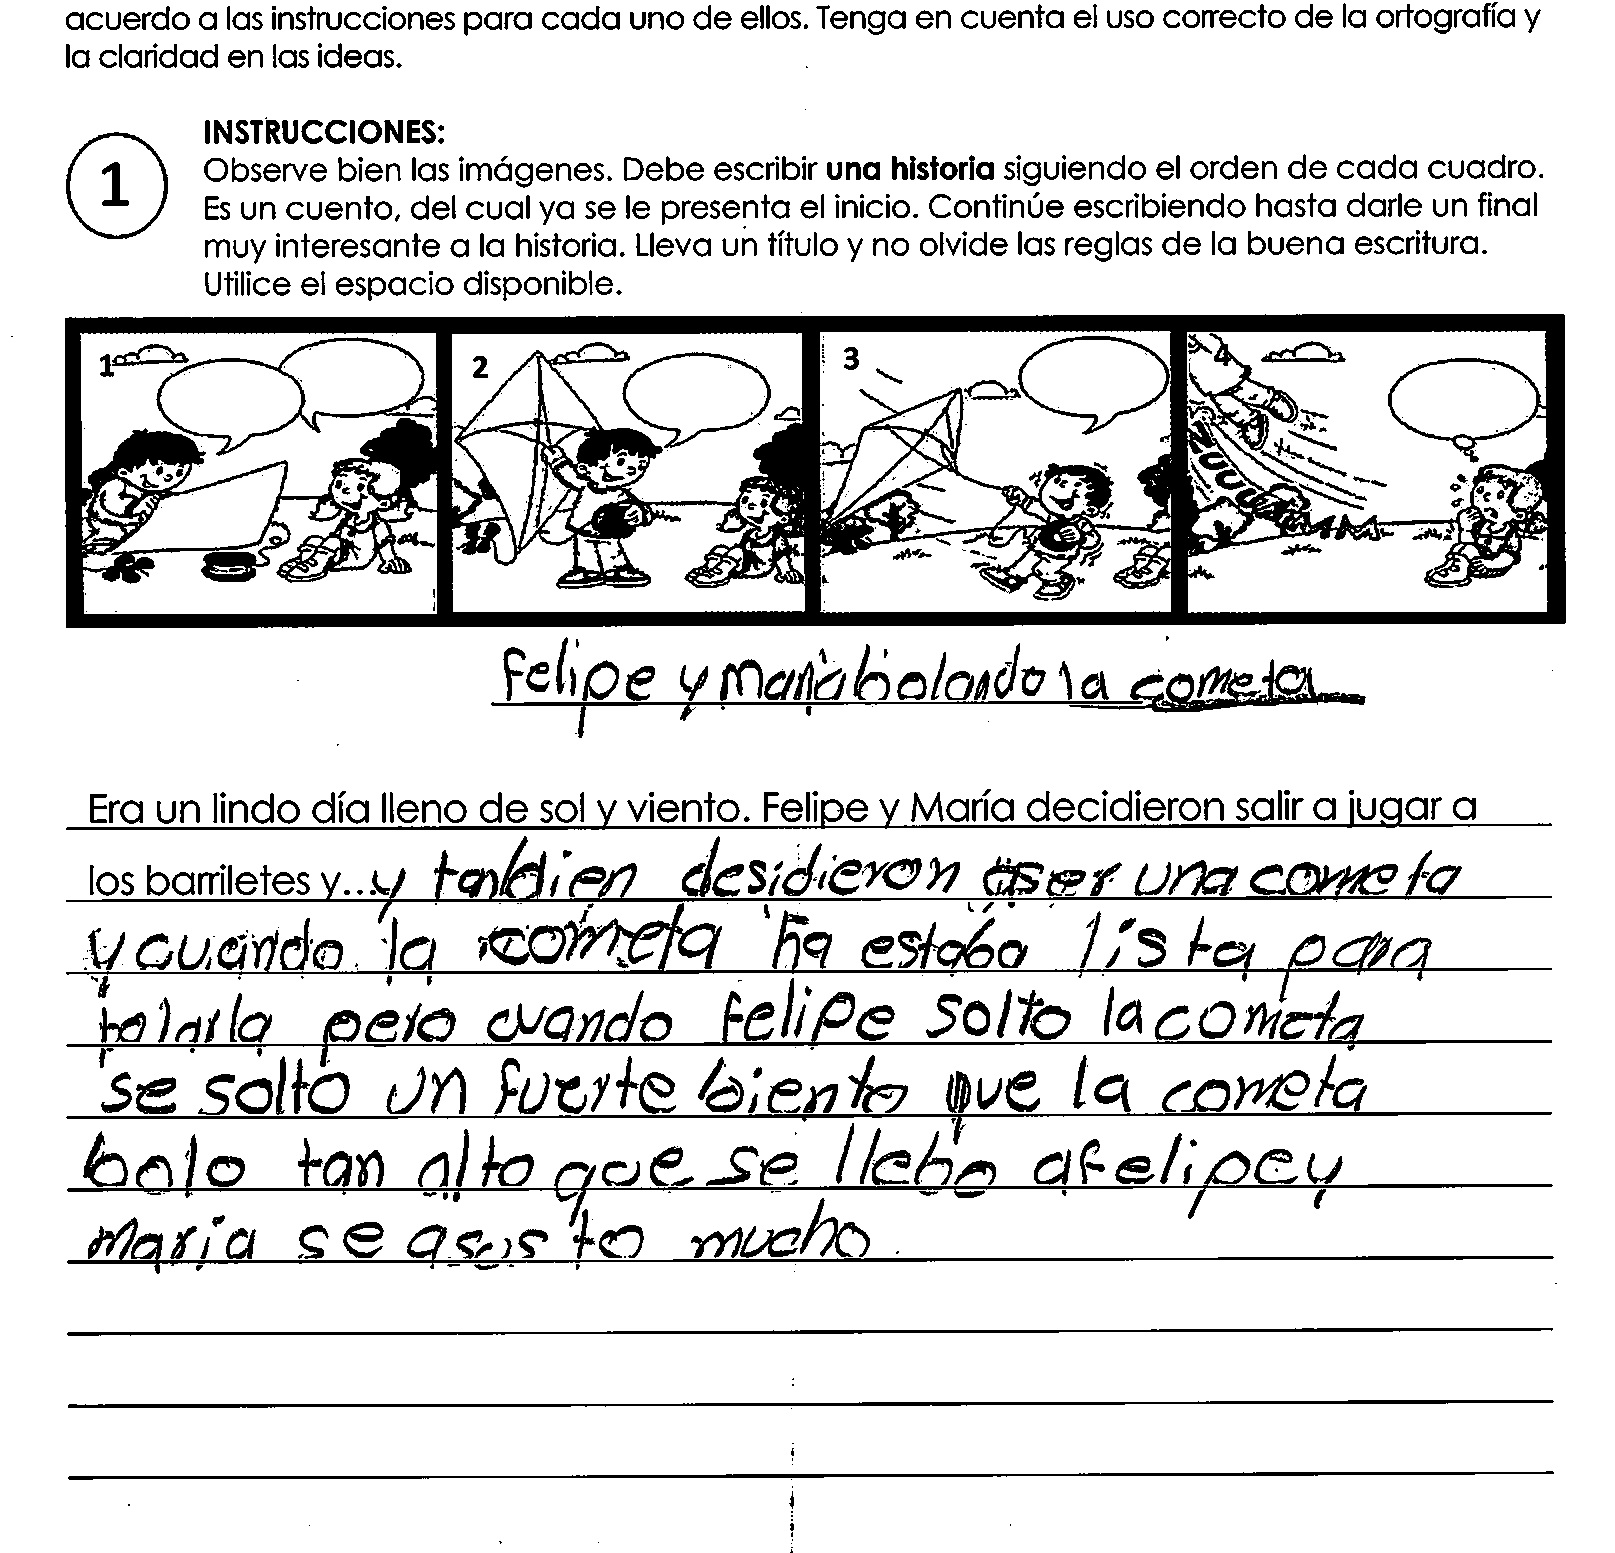 acuerdo a las instrucciones para cada uno de ellos. Tenga en cuenta el uso correcto de la ortografía y
la claridad en las ideas.
1
INSTRUCCIONES:
Observe bien las imágenes. Debe escribir una historia siguiendo el orden de cada cuadro.
Es un cuento, del cual ya se le presenta el inicio. Continúe escribiendo hasta darle un final
muy interesante a la historia. Lleva un título y no olvide las reglas de la buena escritura.
Utilice el espacio disponible.
1 2 3 4
ZUUUUMMM
Felipe y Maria bolando la cometa
Era un lindo día lleno de sol y viento. Felipe y María decidieron salir a jugar a
los barriletes y... y tanbien desidieron aser una cometa
y cuando la cometa ha estaba lista para
bolarla pero cuando Felipe solto la cometa
se solto un fuerte biento que la cometa
bolo tan alto que se llebo a felipe y
maria se asusto mucho.